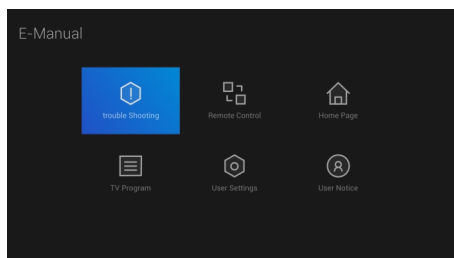 E-Manual
trouble Shooting
Remote Control
Home Page
TV Program
User Settings
User Notice